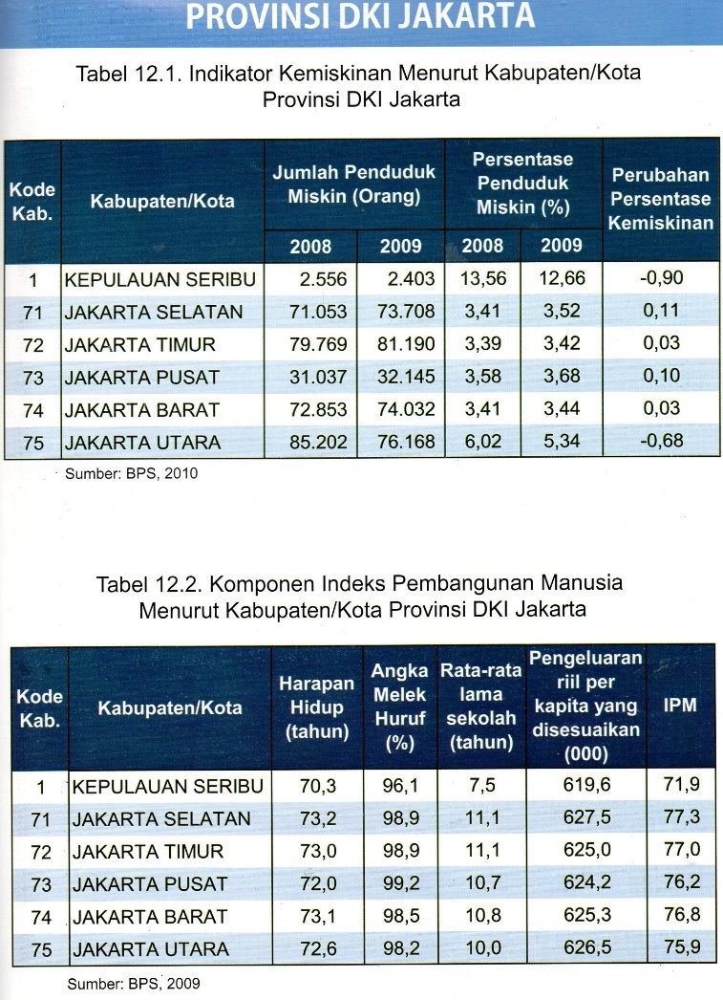 PROVINSI DKI JAKARTA
Tabel 12.1. Indikator Kemiskinan Menurut Kabupaten/Kota
Provinsi DKI Jakarta
Kode Kab. Kabupaten/Kota Jumlah Penduduk Miskin (Orang) Persentase Penduduk Miskin (%) Perubahan Persentase Kemiskinan
2008 2009 2008 2009
1 KEPULAUAN SERIBU 2.556 2.403 13,56 12,66 -0,90
71 JAKARTA SELATAN 71.053 73.708 3,41 3,52 0,11
72 JAKARTA TIMUR 79.769 81.190 3,39 3,42 0,03
73 JAKARTA PUSAT 31.037 32.145 3,58 3,68 0,10
74 JAKARTA BARAT 72.853 74.032 3,41 3,44 0,03
75 JAKARTA UTARA 85.202 76.168 6,02 5,34 -0,68
Sumber: BPS, 2010
Tabel 12.2. Komponen Indeks Pembangunan Manusia
Menurut Kabupaten/Kota Provinsi DKI Jakarta
Kode Kab. Kabupaten/Kota Harapan Hidup (tahun) Angka Melek Huruf (%) Rata-rata lama sekolah (tahun) Pengeluaran riil per kapita yang disesuaikan (000) IPM
1 KEPULAUAN SERIBU 70,3 96,1 7,5 619,6 71,9
71 JAKARTA SELATAN 73,2 98,9 11,1 627,5 77,3
72 JAKARTA TIMUR 73,0 98,9 11,1 625,0 77,0
73 JAKARTA PUSAT 72,0 99,2 10,7 624,2 76,2
74 JAKARTA BARAT 73,1 98,5 10,8 625,3 76,8
75 JAKARTA UTARA 72,6 98,2 10,0 626,5 75,9
Sumber: BPS, 2009